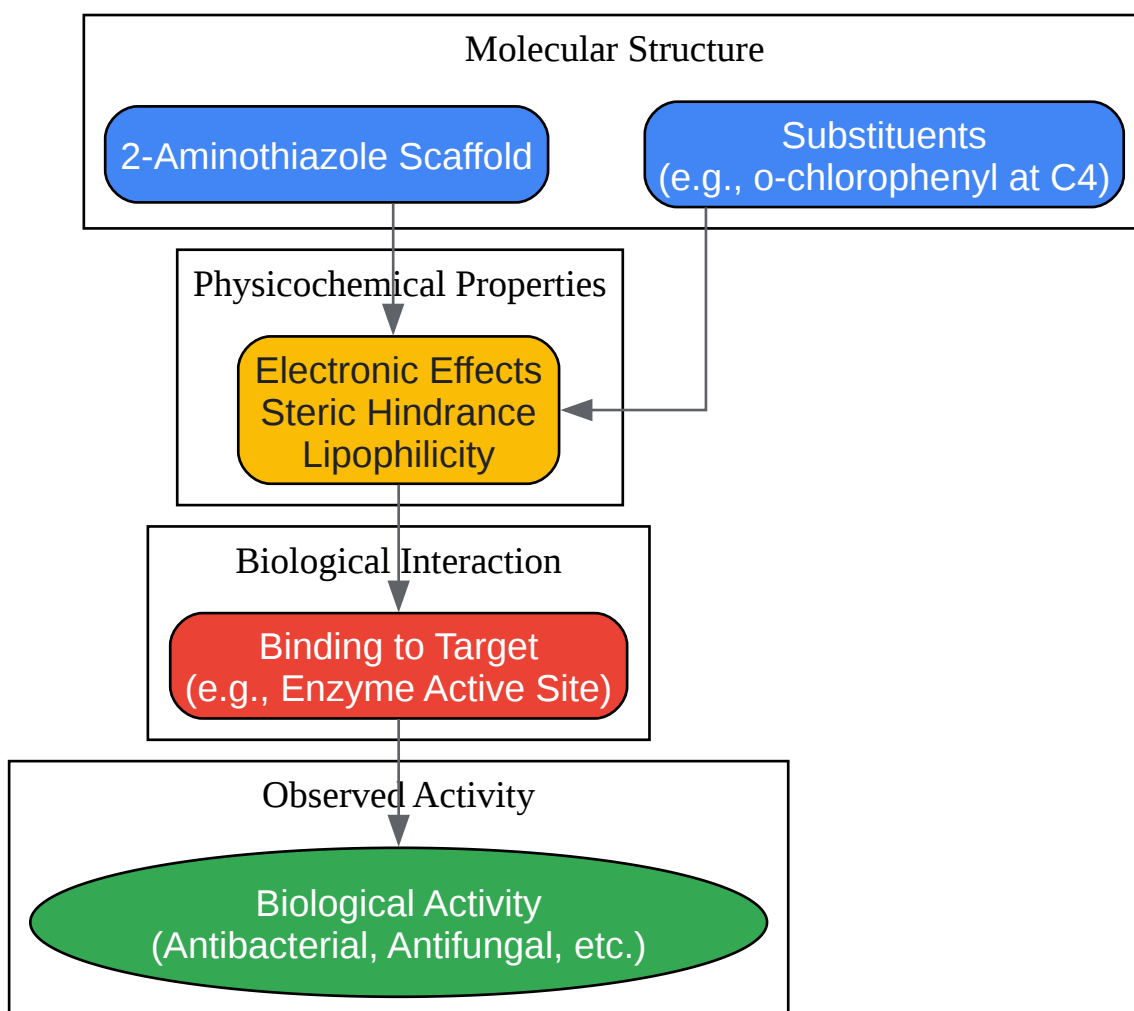 Molecular Structure
2-Aminothiazole Scaffold
Substituents
(e.g., o-chlorophenyl at C4)
Physicochemical Properties
Electronic Effects
Steric Hindrance
Lipophilicity
Biological Interaction
Binding to Target
(e.g., Enzyme Active Site)
Observed Activity
Biological Activity
(Antibacterial, Antifungal, etc.)